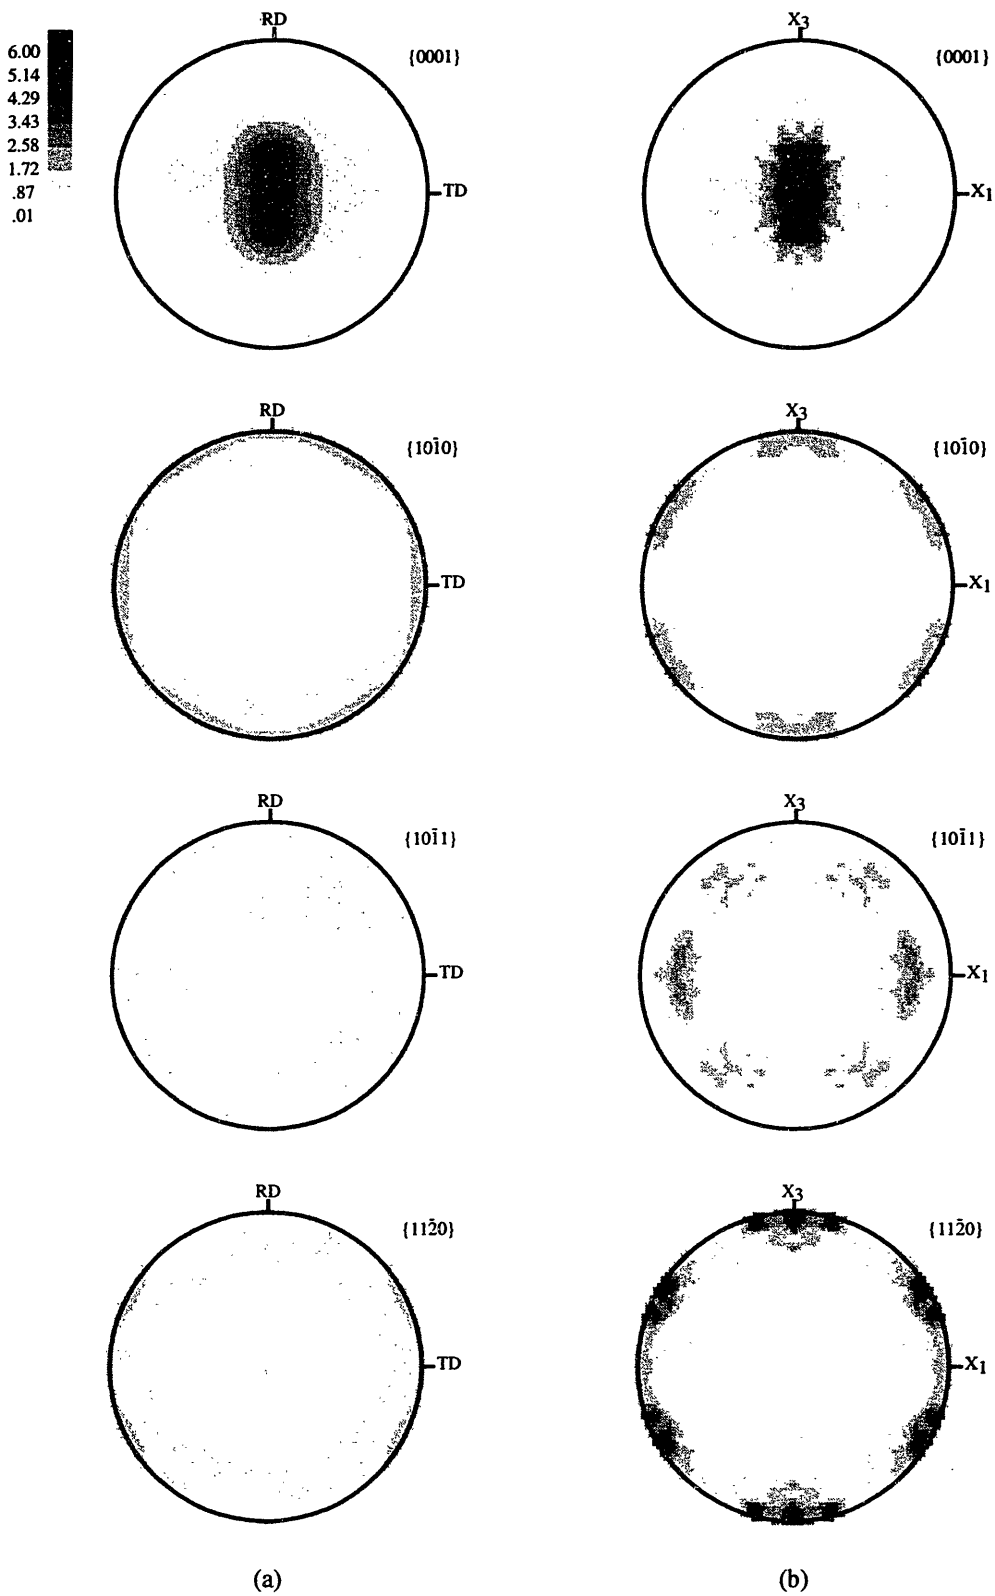 6.00
5.14
4.29
3.43
2.58
1.72
.87
.01
RD
{0001}
TD
X3
{0001}
X1
RD
{101̄0}
TD
X3
{101̄0}
X1
RD
{101̄1}
TD
X3
{101̄1}
X1
RD
{112̄0}
TD
X3
{112̄0}
X1
(a)
(b)